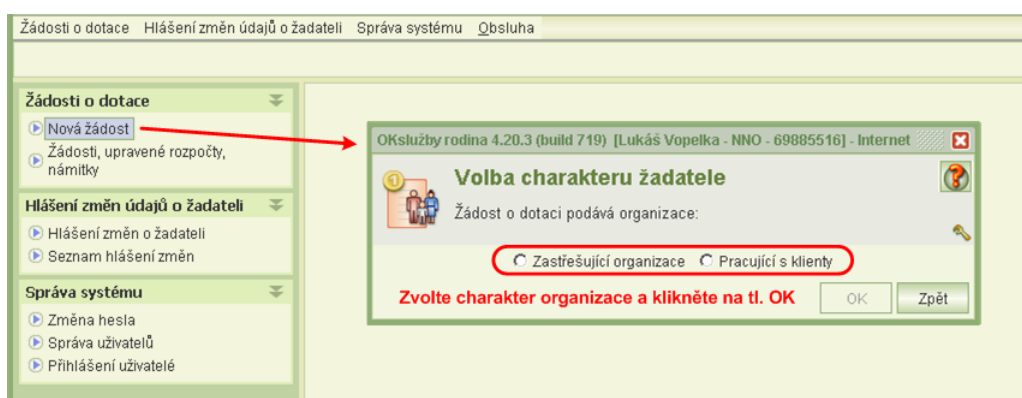 Žádosti o dotace Hlášení změn údajů o žadateli Správa systému Obsluha
Žádosti o dotace
Nová žádost
Žádosti, upravené rozpočty,
námitky
Hlášení změn údajů o žadateli
Hlášení změn o žadateli
Seznam hlášení změn
Správa systému
Změna hesla
Správa uživatelů
Přihlášení uživatelé
OKslužby rodina 4.20.3 (build 719) [Lukáš Vopelka - NNO - 69885516] - Internet
Volba charakteru žadatele
Žádost o dotaci podává organizace:
Zastřešující organizace Pracující s klienty
Zvolte charakter organizace a klikněte na tl. OK
OK Zpět